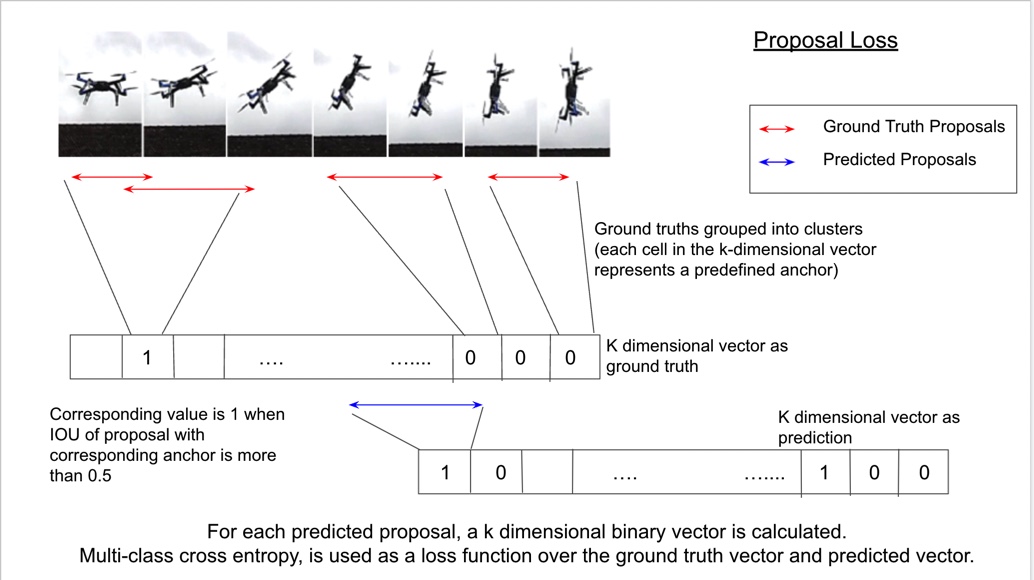 Proposal Loss
Ground Truth Proposals
Predicted Proposals
Ground truths grouped into clusters
(each cell in the k-dimensional vector
represents a predefined anchor)
1 …. …..... 0 0 0
K dimensional vector as
ground truth
Corresponding value is 1 when
IOU of proposal with
corresponding anchor is more
than 0.5
K dimensional vector as
prediction
1 0 …. …..... 1 0 0
For each predicted proposal, a k dimensional binary vector is calculated.
Multi-class cross entropy, is used as a loss function over the ground truth vector and predicted vector.